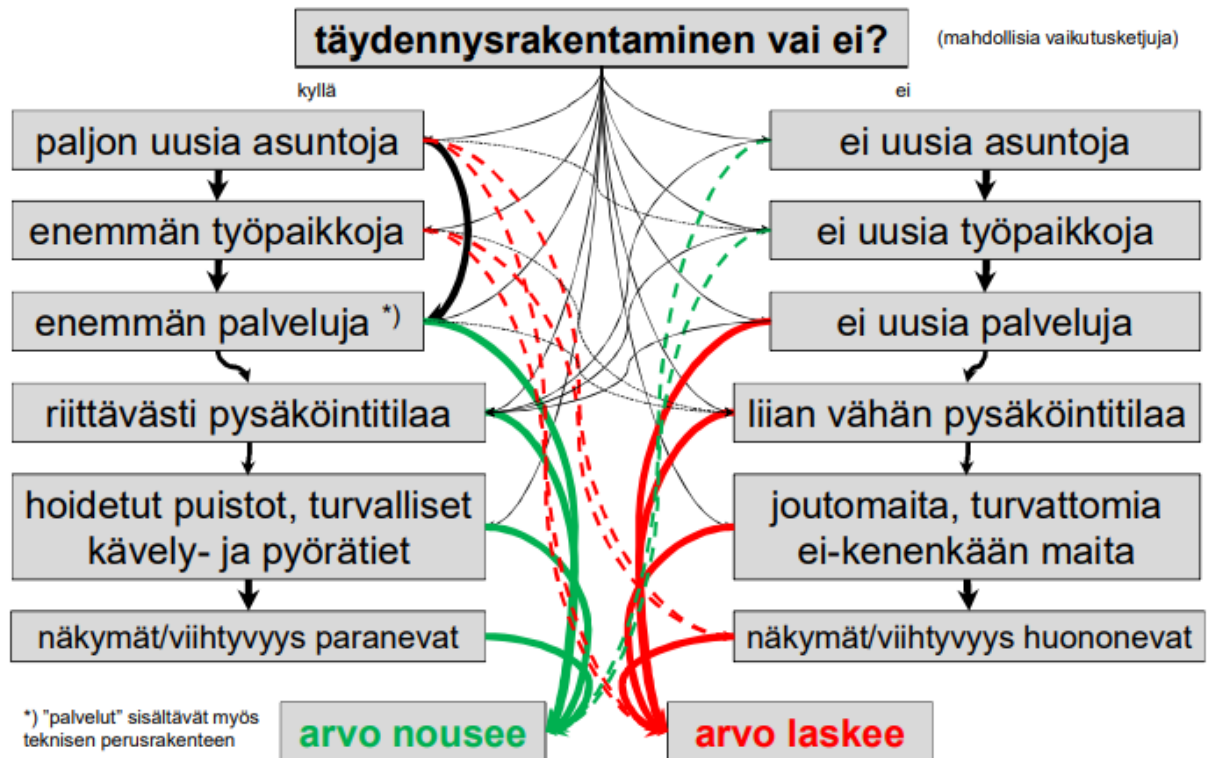 täydennysrakentaminen vai ei?
(mahdollisia vaikutusketjuja)
kyllä
ei
paljon uusia asuntoja
ei uusia asuntoja
enemmän työpaikkoja
ei uusia työpaikkoja
enemmän palveluja *)
ei uusia palveluja
riittävästi pysäköintitilaa
liian vähän pysäköintitilaa
hoidetut puistot, turvalliset
kävely- ja pyörätiet
joutomaita, turvattomia
ei-kenenkään maita
näkymät/viihtyvyys paranevat
näkymät/viihtyvyys huononevat
*) ”palvelut” sisältävät myös
teknisen perusrakenteen
arvo nousee
arvo laskee